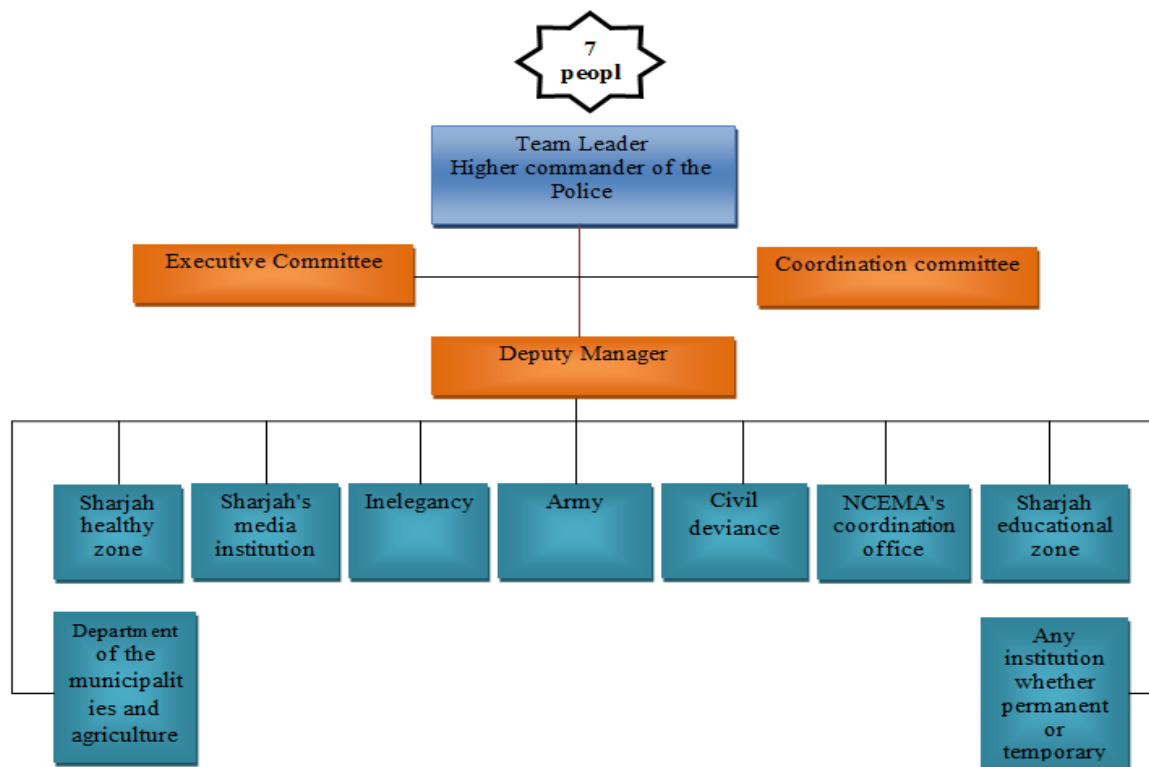 7
peopl
Team Leader
Higher commander of the
Police
Executive Committee
Coordination committee
Deputy Manager
Sharjah
healthy
zone
Sharjah's
media
institution
Inelegancy
Army
Civil
deviance
NCEMA's
coordination
office
Sharjah
educational
zone
Department
of the
municipalit
ies and
agriculture
Any
institution
whether
permanent
or
temporary